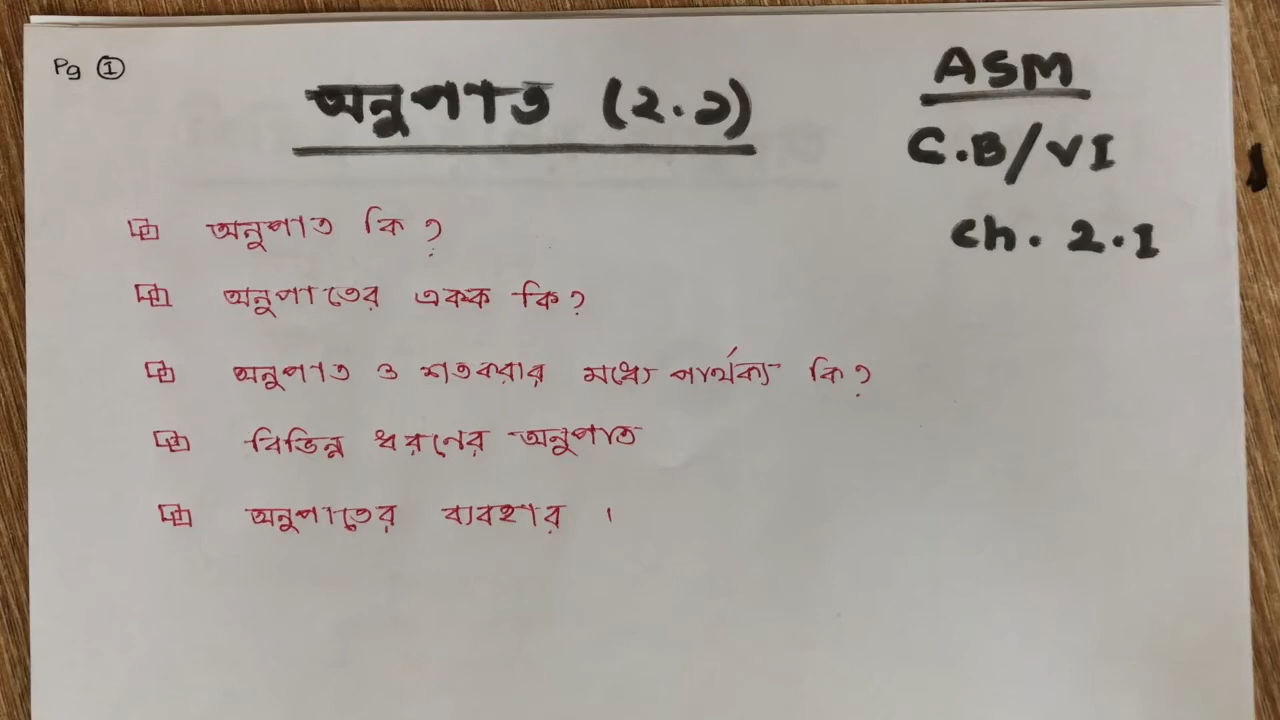 Pg ①
অনুপাত (২.১)
ASM
C.B/VI
Ch. 2.1
অনুপাত কি?
অনুপাতের একক কি?
অনুপাত ও শতকরার মধ্যে পার্থক্য কি?
বিভিন্ন ধরনের অনুপাত
অনুপাতের ব্যবহার ।